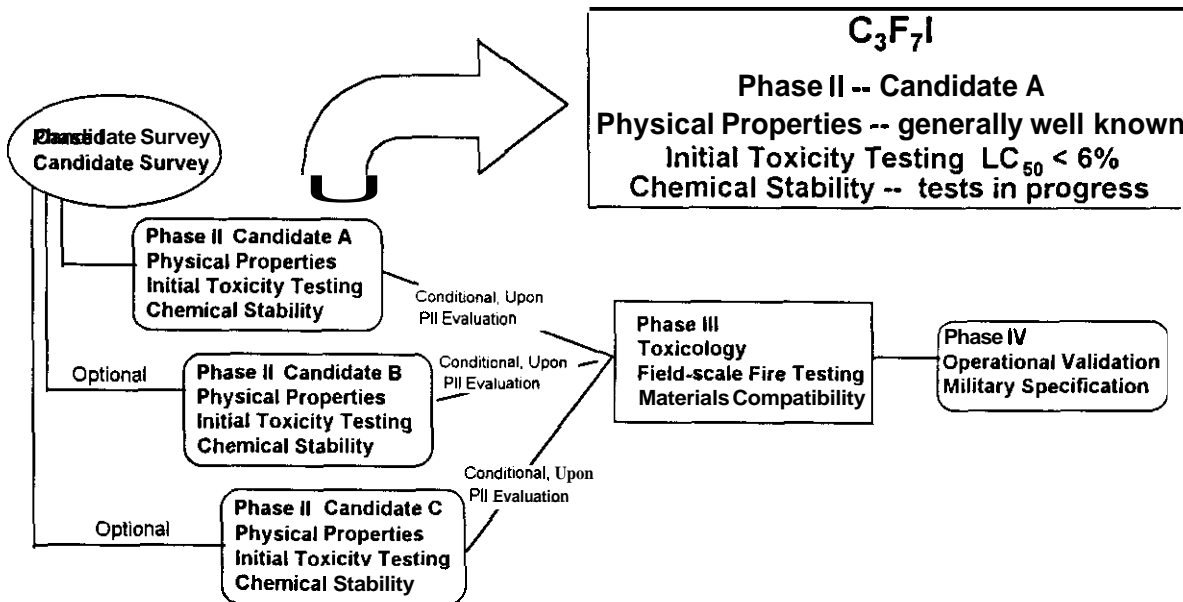 C₃F₇I
Phase II -- Candidate A
Physical Properties -- generally well known
Initial Toxicity Testing LC₅₀ < 6%
Chemical Stability -- tests in progress
Candidate Survey
Candidate Survey
Phase II Candidate A
Physical Properties
Initial Toxicity Testing
Chemical Stability
Conditional, Upon
PII Evaluation
Optional
Phase II Candidate B
Physical Properties
Initial Toxicity Testing
Chemical Stability
Conditional, Upon
PII Evaluation
Optional
Phase II Candidate C
Physical Properties
Initial Toxicitv Testing
Chemical Stability
Conditional, Upon
PII Evaluation
Phase III
Toxicology
Field-scale Fire Testing
Materials Compatibility
Phase IV
Operational Validation
Military Specification